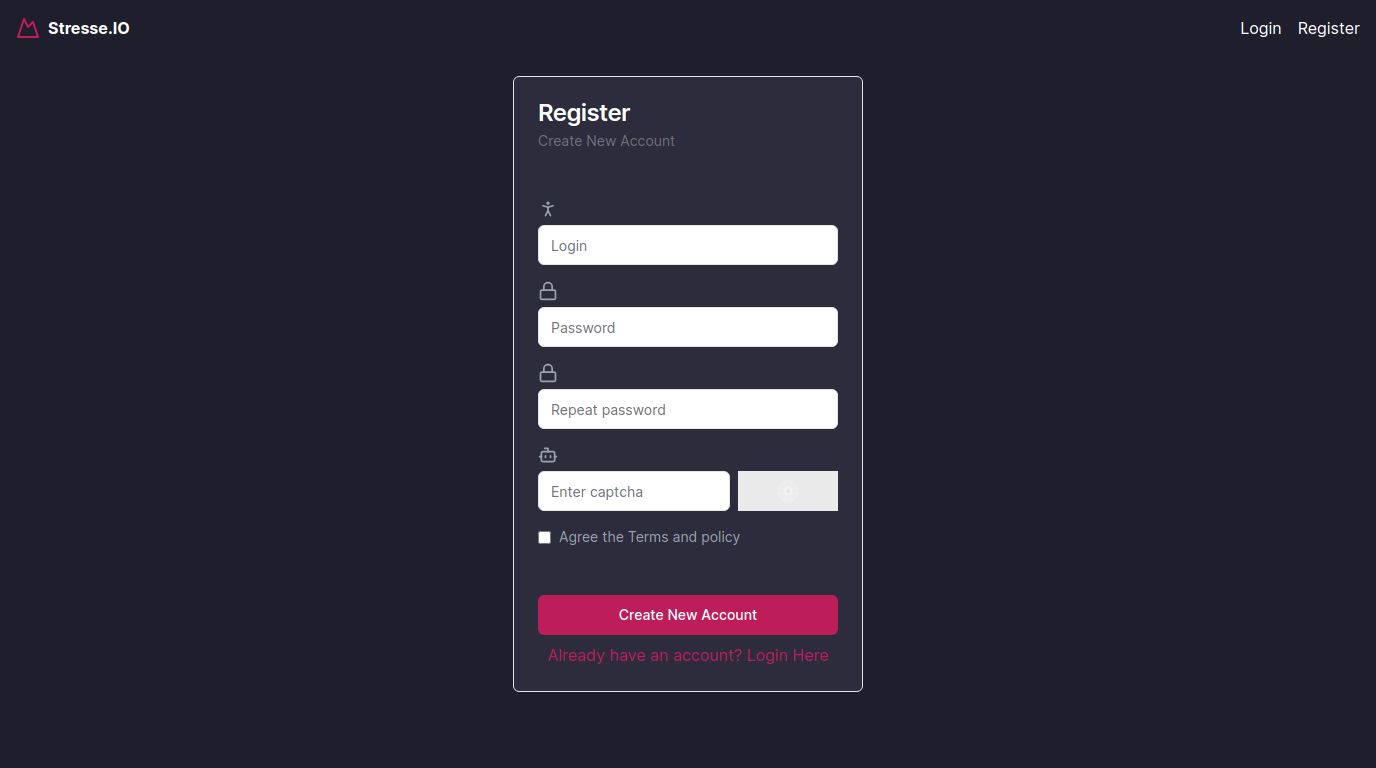 Stresse.IO
Login Register
Register
Create New Account
Login
Password
Repeat password
Enter captcha
Agree the Terms and policy
Create New Account
Already have an account? Login Here